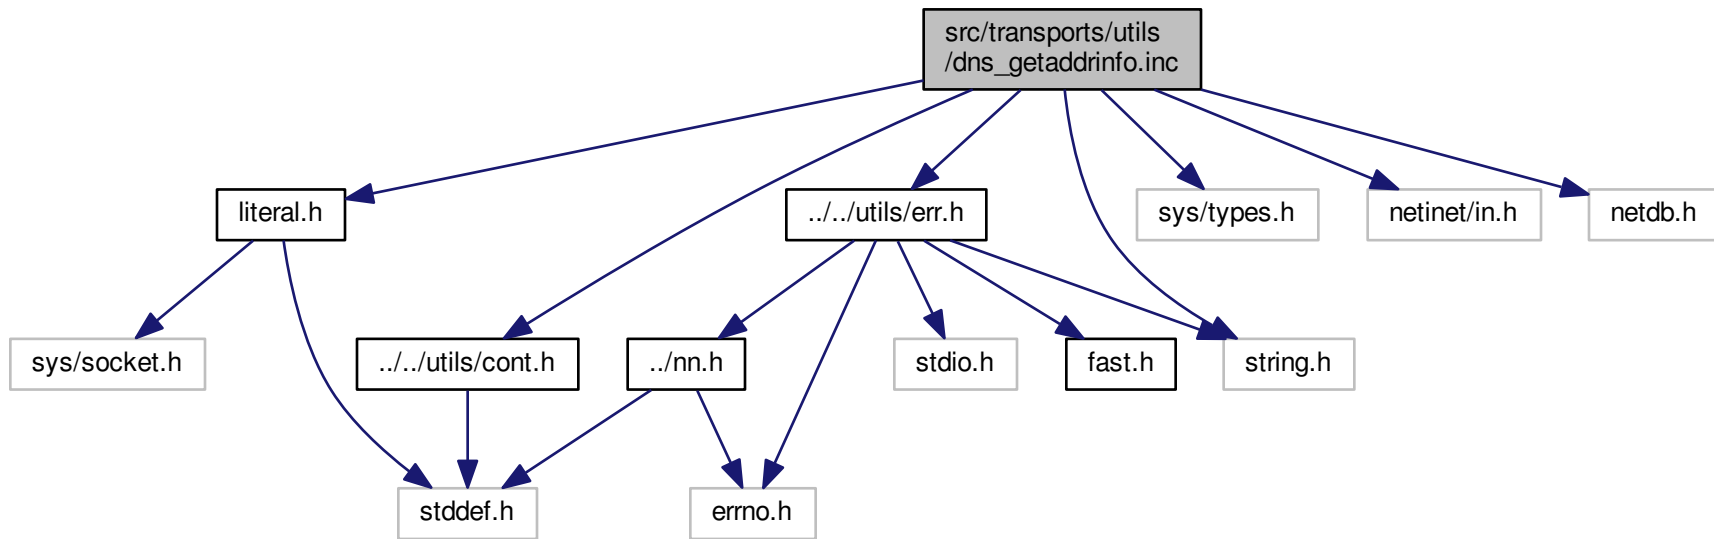 src/transports/utils
/dns_getaddrinfo.inc
literal.h
../../utils/err.h
sys/types.h
netinet/in.h
netdb.h
sys/socket.h
../../utils/cont.h
../nn.h
stdio.h
fast.h
string.h
stddef.h
errno.h